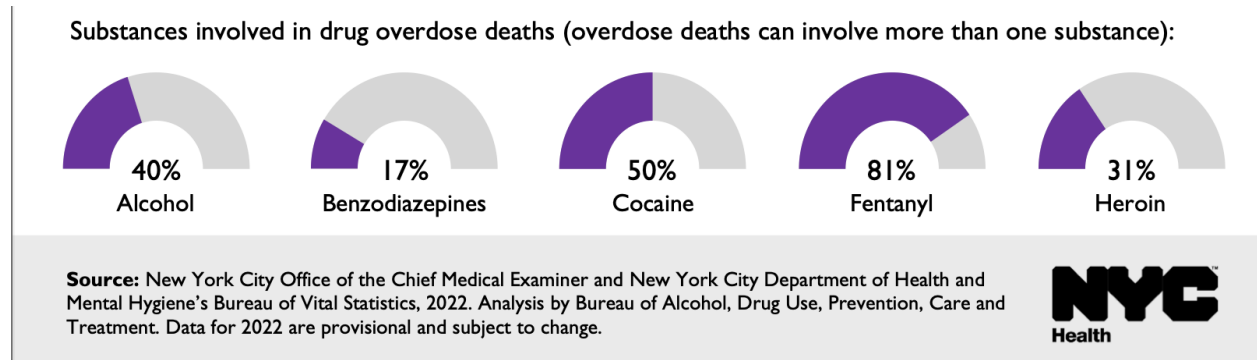 Substances involved in drug overdose deaths (overdose deaths can involve more than one substance):
40%
Alcohol
17%
Benzodiazepines
50%
Cocaine
81%
Fentanyl
31%
Heroin
Source: New York City Office of the Chief Medical Examiner and New York City Department of Health and
Mental Hygiene’s Bureau of Vital Statistics, 2022. Analysis by Bureau of Alcohol, Drug Use, Prevention, Care and
Treatment. Data for 2022 are provisional and subject to change.
NYC™
Health